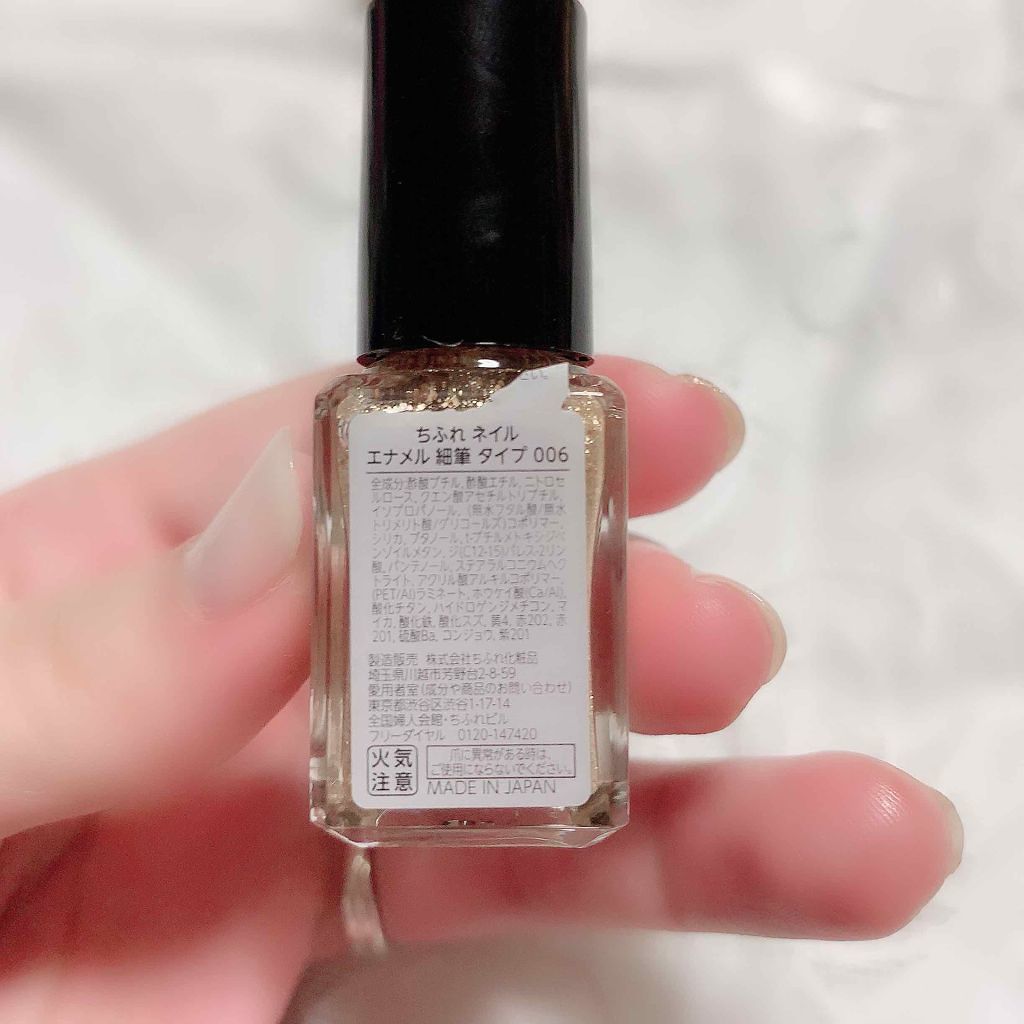 さい。
ちふれ ネイル
エナメル 細筆 タイプ 006
全成分:酢酸ブチル, 酢酸エチル, ニトロセ
ルロース, クエン酸アセチルトリブチル,
イソプロパノール, (無水フタル酸/無水
トリメリト酸/グリコールズ)コポリマー,
シリカ, ブタノール, t-ブチルメトキシジベ
ンゾイルメタン, ジ(C12-15)パレス-2リン
酸, パンテノール, ステアラルコニウムヘク
トライト, アクリル酸アルキルコポリマー,
(PET/Al)ラミネート, ホウケイ酸(Ca/Al),
酸化チタン, ハイドロゲンジメチコン, マ
イカ, 酸化鉄, 酸化スズ, 黄4, 赤202, 赤
201, 硫酸Ba, コンジョウ, 紫201
製造販売 株式会社ちふれ化粧品
埼玉県川越市芳野台2-8-59
愛用者室(成分や商品のお問い合わせ)
東京都渋谷区渋谷1-17-14
全国婦人会館・ちふれビル
フリーダイヤル 0120-147420
火気
注意
爪に異常がある時は、
ご使用にならないでください。
MADE IN JAPAN